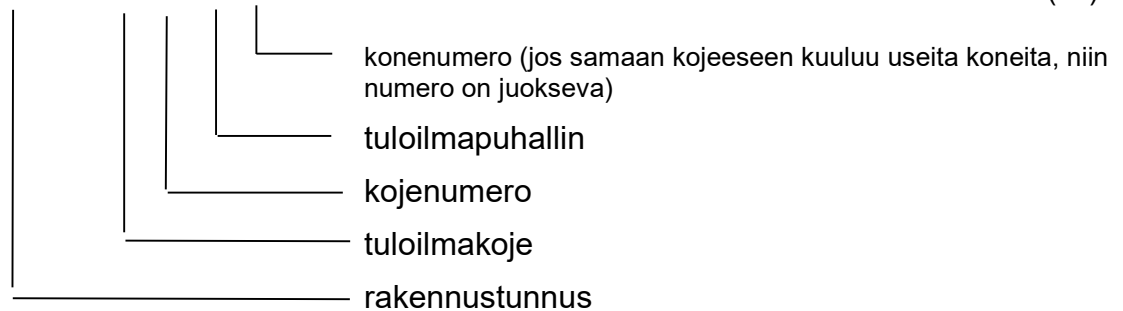 konenumero (jos samaan kojeeseen kuuluu useita koneita, niin
numero on juokseva)
tuloilmapuhallin
kojenumero
tuloilmakoje
rakennustunnus